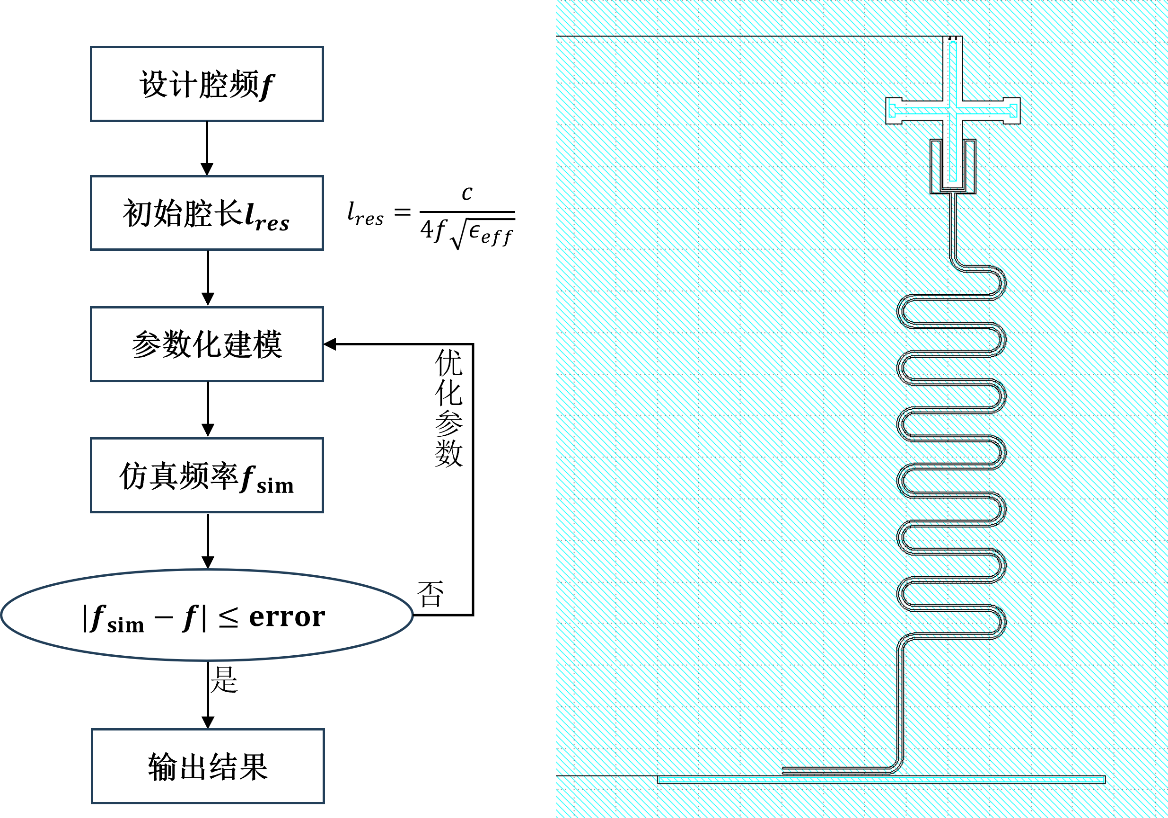 设计腔频f
初始腔长l_res
l_res = c / (4f√ϵ_eff)
参数化建模
优化参数
仿真频率f_sim
否
|f_sim − f| ≤ error
是
输出结果